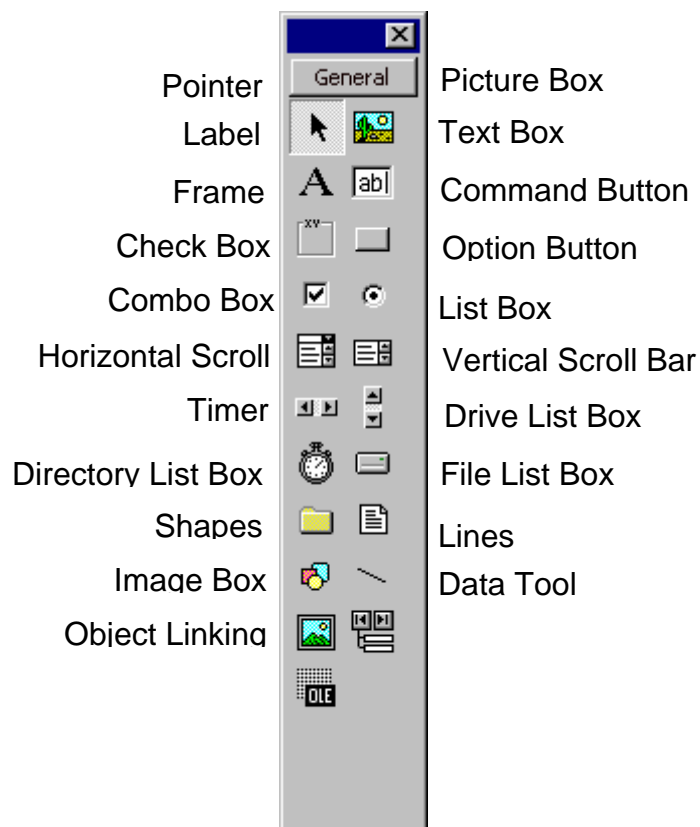 General
Pointer Picture Box
Label Text Box
A ab
Frame Command Button
XY
Check Box Option Button
Combo Box List Box
Horizontal Scroll Vertical Scroll Bar
Timer Drive List Box
Directory List Box File List Box
Shapes Lines
Image Box Data Tool
Object Linking
OLE